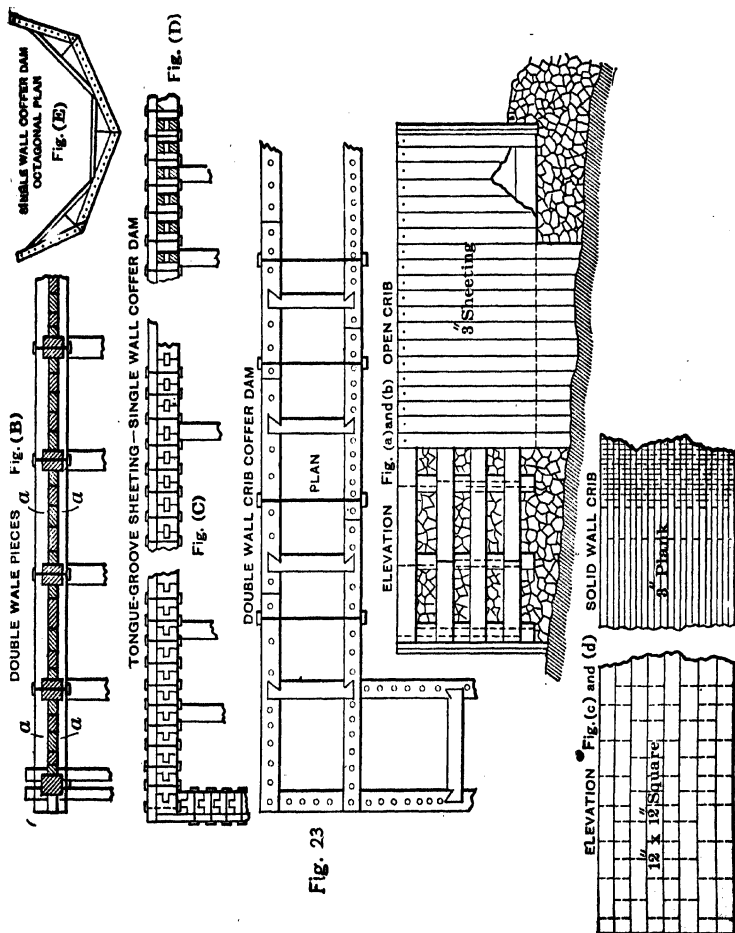 DOUBLE WALE PIECES Fig. (B)
a
a
a
a
SINGLE WALL COFFER DAM
OCTAGONAL PLAN
Fig. (E)
TONGUE-GROOVE SHEETING—SINGLE WALL COFFER DAM
Fig. (C)
Fig. (D)
DOUBLE WALL CRIB COFFER DAM
PLAN
Fig. 23
ELEVATION Fig. (a) and (b) OPEN CRIB
3" Sheeting
ELEVATION Fig. (c) and (d) SOLID WALL CRIB
12" x 12" Square
3" Plank